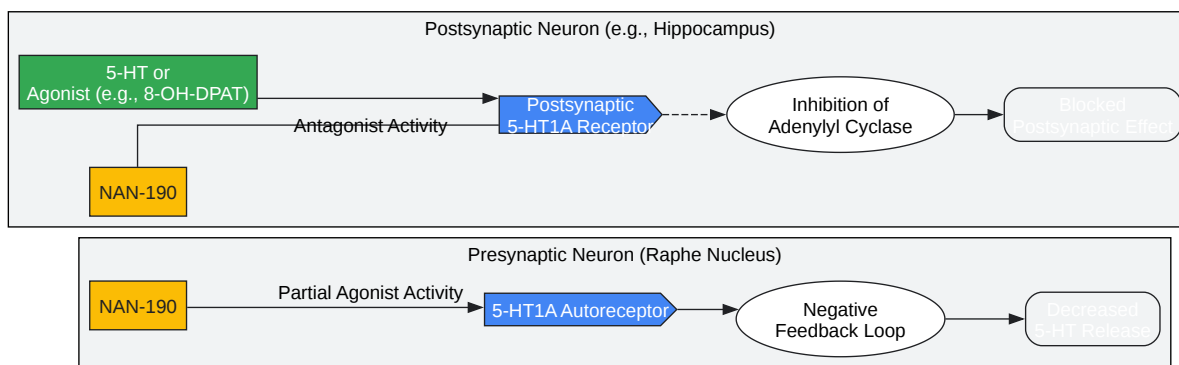 Postsynaptic Neuron (e.g., Hippocampus)
5-HT or
Agonist (e.g., 8-OH-DPAT)
Antagonist Activity
Postsynaptic
5-HT1A Receptor
Inhibition of
Adenylyl Cyclase
Blocked
Postsynaptic Effect
NAN-190
Presynaptic Neuron (Raphe Nucleus)
NAN-190
Partial Agonist Activity
5-HT1A Autoreceptor
Negative
Feedback Loop
Decreased
5-HT Release